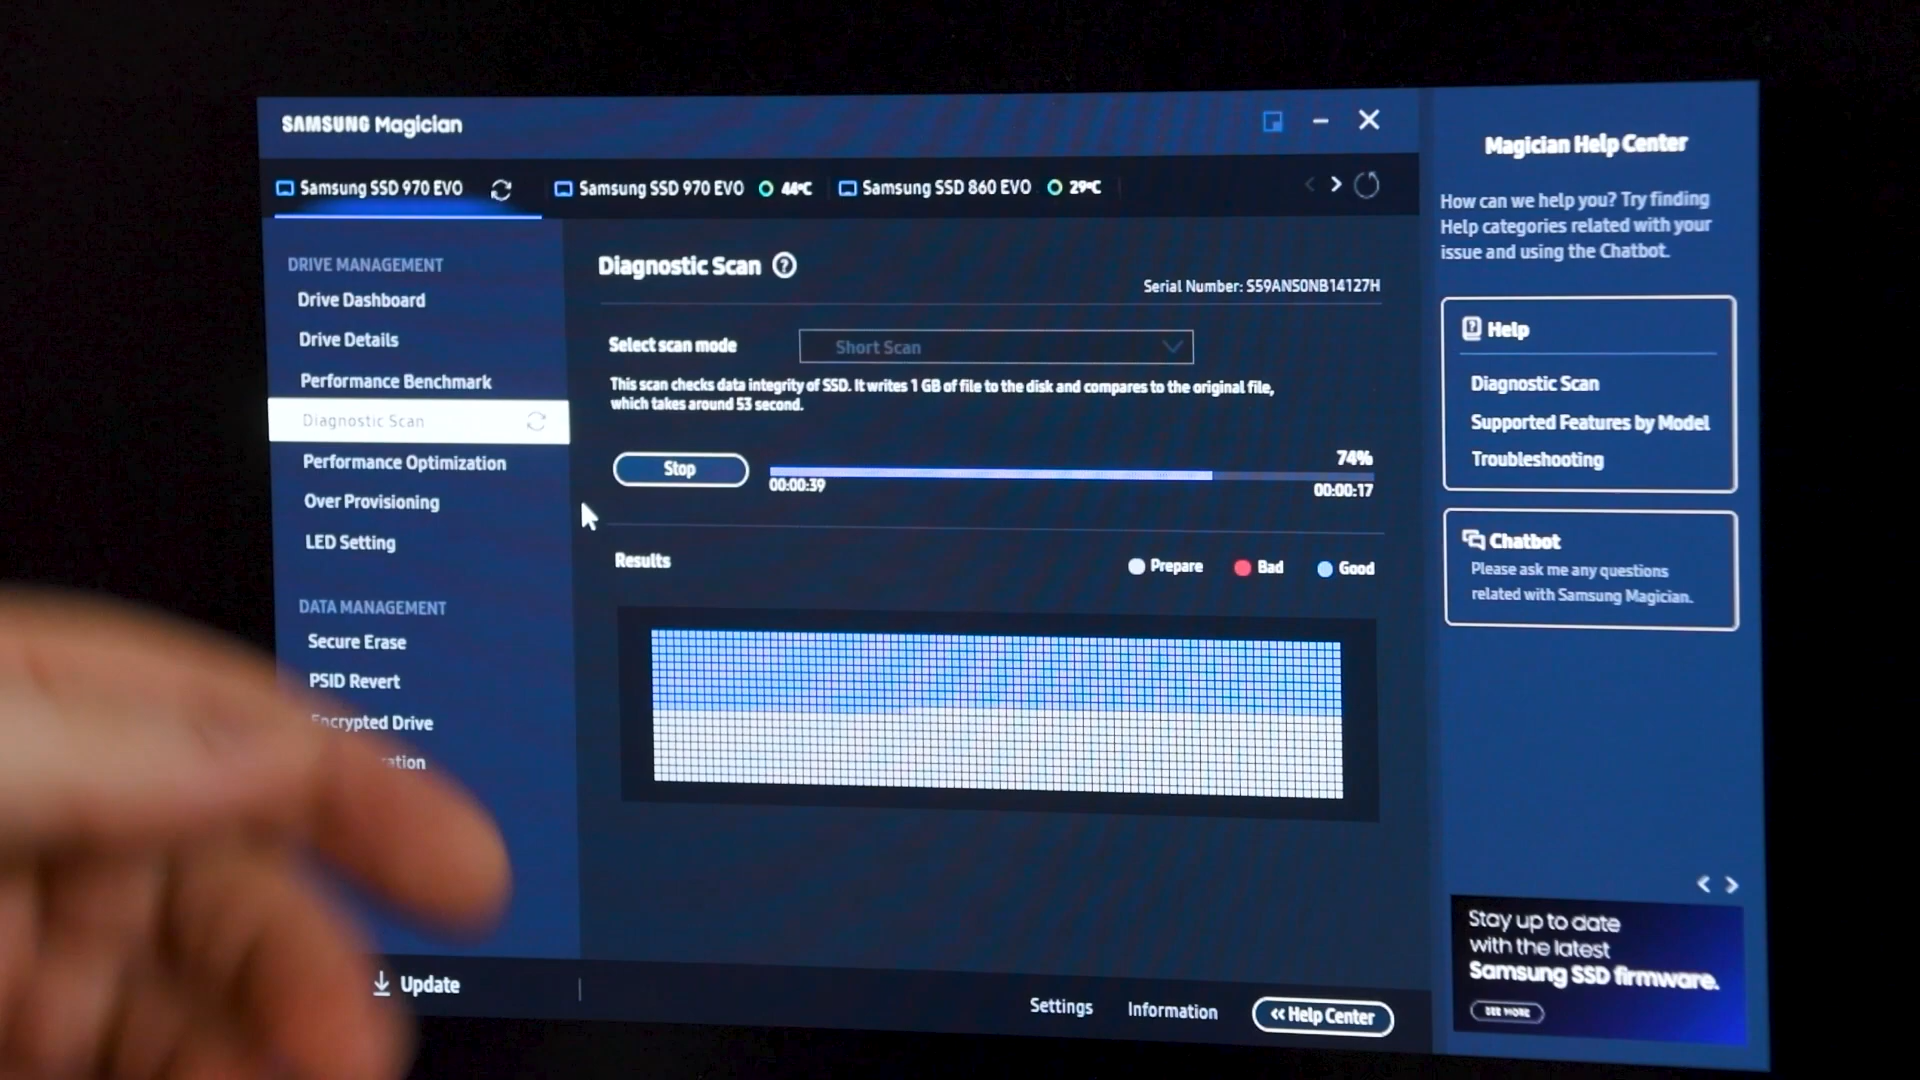 SAMSUNG Magician
Samsung SSD 970 EVO
Samsung SSD 970 EVO 44°C
Samsung SSD 860 EVO 29°C
DRIVE MANAGEMENT
Drive Dashboard
Drive Details
Performance Benchmark
Diagnostic Scan
Performance Optimization
Over Provisioning
LED Setting
DATA MANAGEMENT
Secure Erase
PSID Revert
Encrypted Drive
Update
Diagnostic Scan ?
Serial Number: S59ANS0NB14127H
Select scan mode
Short Scan
This scan checks data integrity of SSD. It writes 1 GB of file to the disk and compares to the original file,
which takes around 53 second.
Stop
74%
00:00:39
00:00:17
Results
Prepare
Bad
Good
Settings
Information
Help Center
Magician Help Center
How can we help you? Try finding
Help categories related with your
issue and using the Chatbot.
Help
Diagnostic Scan
Supported Features by Model
Troubleshooting
Chatbot
Please ask me any questions
related with Samsung Magician.
Stay up to date
with the latest
Samsung SSD firmware.
SEE MORE